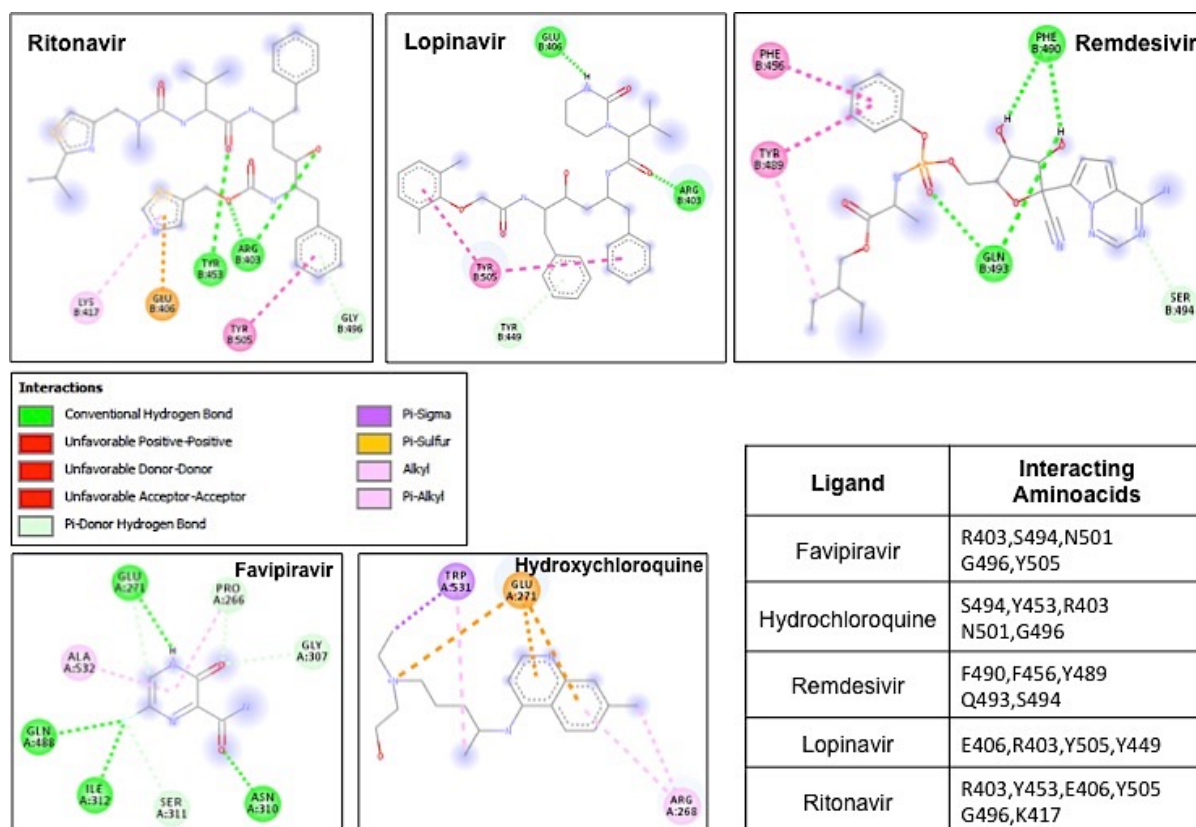 Ritonavir
TYR
B:453
ARG
B:403
LYS
B:417
GLU
B:406
TYR
B:505
GLY
B:496
Lopinavir
GLU
B:406
H
O
N
N
ARG
B:403
TYR
B:505
TYR
B:449
Remdesivir
PHE
B:490
PHE
B:456
TYR
B:489
H
H
GLN
B:493
SER
B:494
Interactions
Conventional Hydrogen Bond
Unfavorable Positive-Positive
Unfavorable Donor-Donor
Unfavorable Acceptor-Acceptor
Pi-Donor Hydrogen Bond
Pi-Sigma
Pi-Sulfur
Alkyl
Pi-Alkyl
Favipiravir
GLU
A:271
PRO
A:266
GLY
A:307
ALA
A:532
H
GLN
A:488
ILE
A:312
SER
A:311
ASN
A:310
Hydroxychloroquine
TRP
A:531
GLU
A:271
ARG
A:268
Ligand
Interacting
Aminoacids
Favipiravir
R403,S494,N501
G496,Y505
Hydrochloroquine
S494,Y453,R403
N501,G496
Remdesivir
F490,F456,Y489
Q493,S494
Lopinavir
E406,R403,Y505,Y449
Ritonavir
R403,Y453,E406,Y505
G496,K417